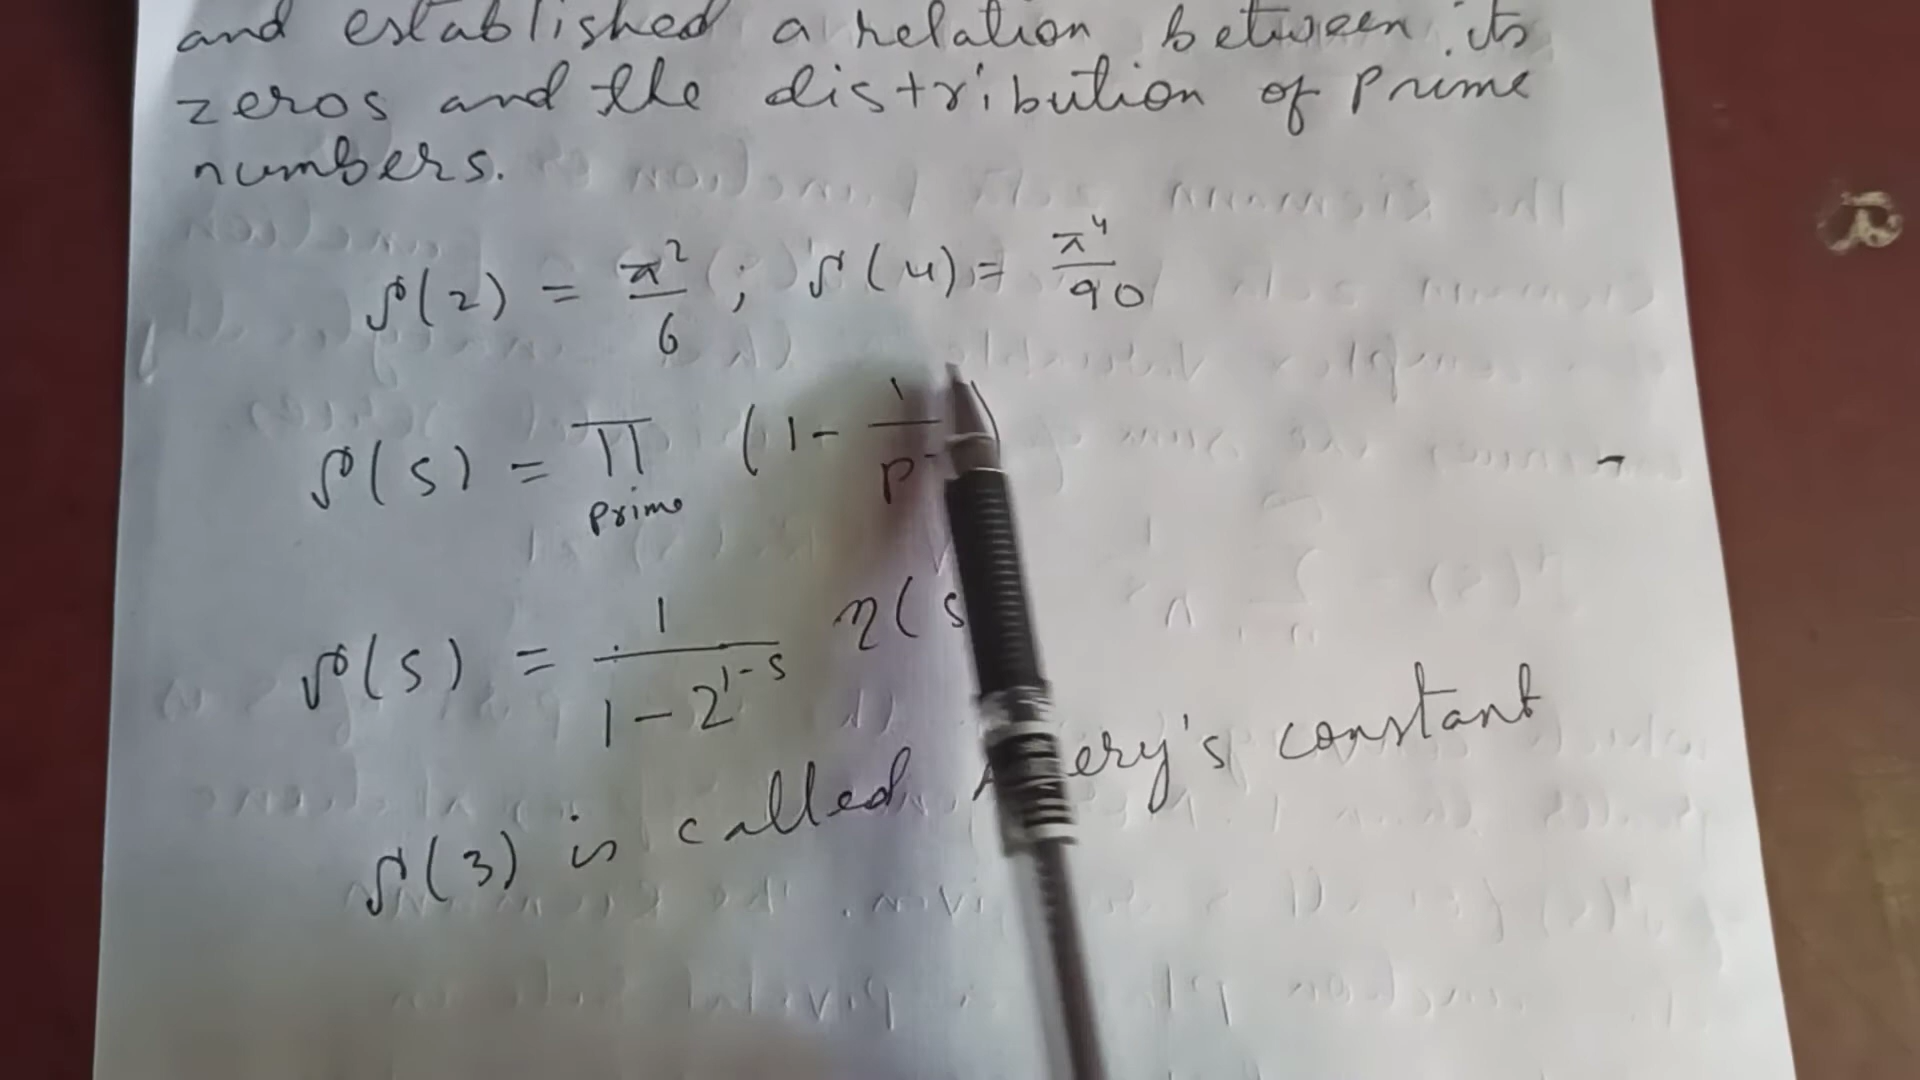 and established a relation between its
zeros and the distribution of Prime
numbers.
ζ(2) = π²/6 ; ζ(4) = π⁴/90
ζ(s) = ∏ prime (1 - 1/p
ζ(s) = 1/(1 - 2^(1-s)) η(s
ζ(3) is called ery's constant